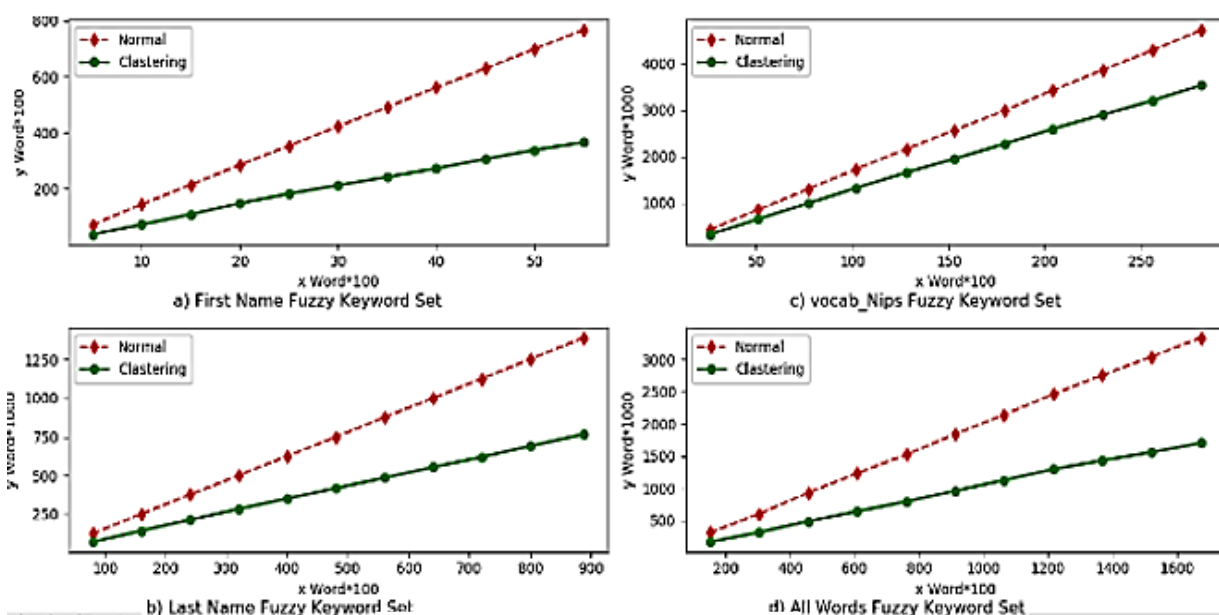 800
600
400
200
y Word*100
Normal
Clastering
10 20 30 40 50
x Word*100
a) First Name Fuzzy Keyword Set
4000
3000
2000
1000
y Word*1000
Normal
Clastering
50 100 150 200 250
x Word*100
c) vocab_Nips Fuzzy Keyword Set
1250
1000
750
500
250
y Word*1000
Normal
Clastering
100 200 300 400 500 600 700 800 900
x Word*100
b) Last Name Fuzzy Keyword Set
3000
2500
2000
1500
1000
500
y Word*1000
Normal
Clastering
200 400 600 800 1000 1200 1400 1600
x Word*100
d) All Words Fuzzy Keyword Set